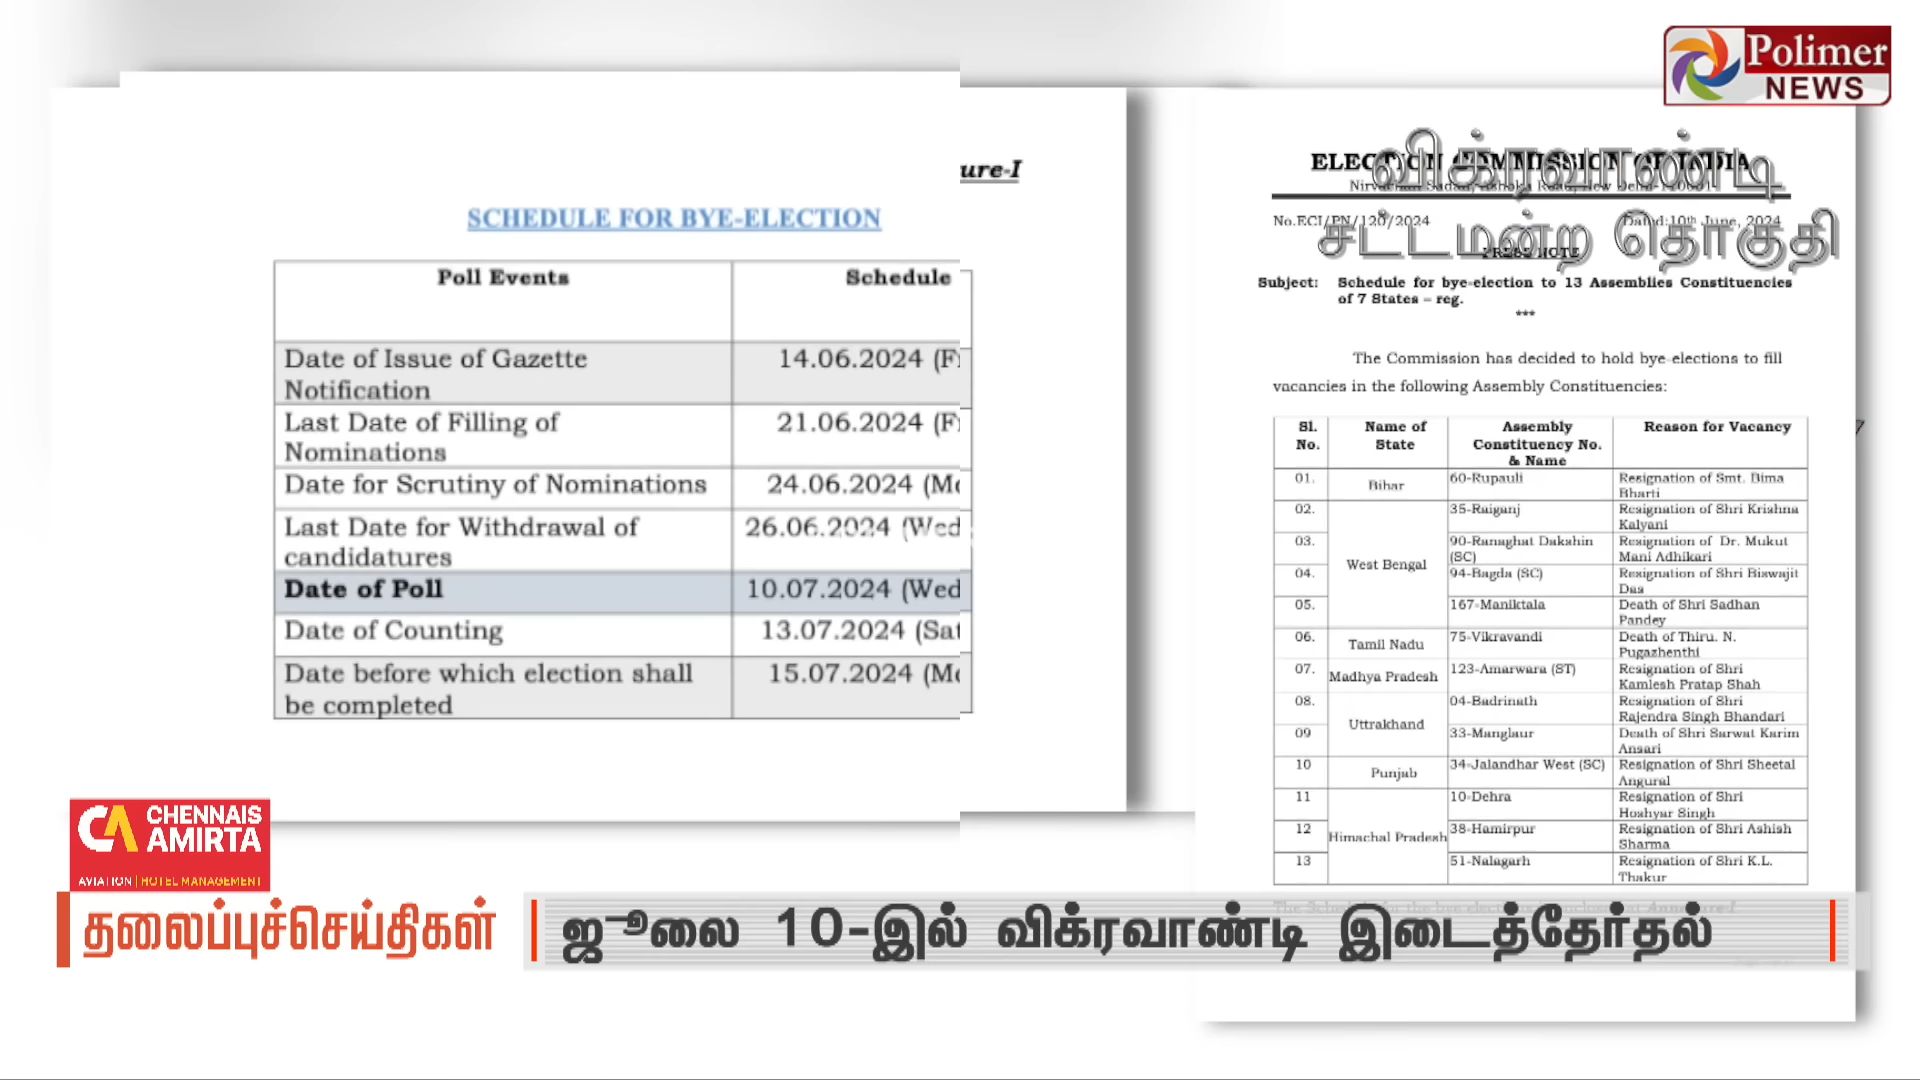 Polimer
NEWS
ure-I
SCHEDULE FOR BYE-ELECTION
Poll Events Schedule
Date of Issue of Gazette Notification 14.06.2024
Last Date of Filling of Nominations 21.06.2024
Date for Scrutiny of Nominations 24.06.2024
Last Date for Withdrawal of candidatures 26.06.2024 (Wed
Date of Poll 10.07.2024 (Wed
Date of Counting 13.07.2024 (Sat
Date before which election shall be completed 15.07.2024
ELECTION COMMISSION OF INDIA
விக்ரவாண்டி
No.ECI/PN/120/2024 Dated:10th June, 2024
சட்டமன்ற தொகுதி
PRESS NOTE
Subject: Schedule for bye-election to 13 Assemblies Constituencies
of 7 States – reg.
***
The Commission has decided to hold bye-elections to fill
vacancies in the following Assembly Constituencies:
Sl. No. Name of State Assembly Constituency No. & Name Reason for Vacancy
01. Bihar 60-Rupauli Resignation of Smt. Bima Bharti
02. West Bengal 35-Raiganj Resignation of Shri Krishna Kalyani
03. 90-Ranaghat Dakshin (SC) Resignation of Dr. Mukut Mani Adhikari
04. 94-Bagda (SC) Resignation of Shri Biswajit Das
05. 167-Maniktala Death of Shri Sadhan Pandey
06. Tamil Nadu 75-Vikravandi Death of Thiru. N. Pugazhenthi
07. Madhya Pradesh 123-Amarwara (ST) Resignation of Shri Kamlesh Pratap Shah
08. Uttrakhand 04-Badrinath Resignation of Shri Rajendra Singh Bhandari
09 33-Manglaur Death of Shri Sarwat Karim Ansari
10 Punjab 34-Jalandhar West (SC) Resignation of Shri Sheetal Angural
11 Himachal Pradesh 10-Dehra Resignation of Shri Hoshyar Singh
12 38-Hamirpur Resignation of Shri Ashish Sharma
13 51-Nalagarh Resignation of Shri K.L. Thakur
CA CHENNAIS
AMIRTA
AVIATION | HOTEL MANAGEMENT
தலைப்புச்செய்திகள்
ஜூலை 10-இல் விக்ரவாண்டி இடைத்தேர்தல்